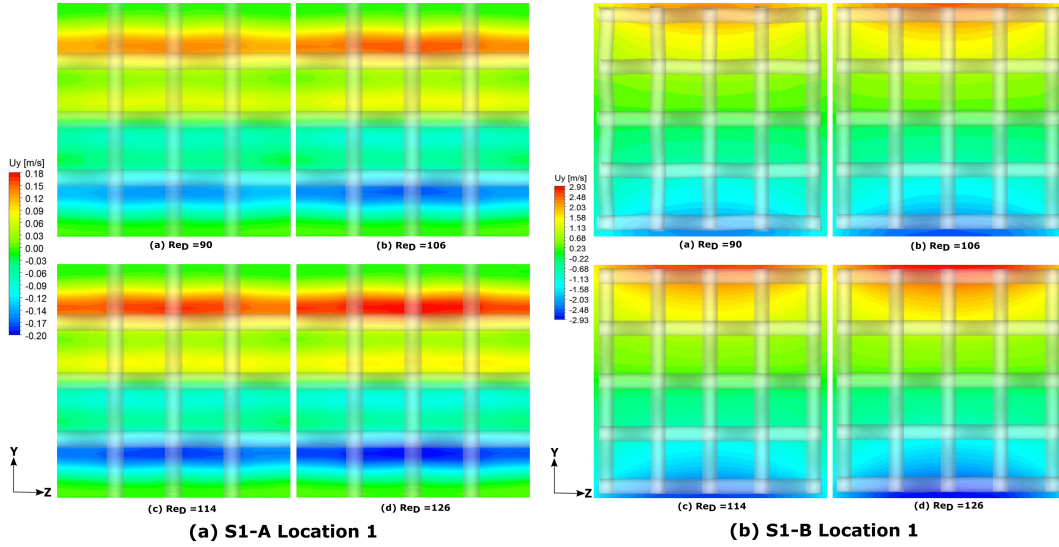 Uy [m/s]
0.18
0.15
0.12
0.09
0.06
0.03
0.00
-0.03
-0.05
-0.08
-0.11
-0.14
-0.17
-0.20
(a) ReD =90
(b) ReD =106
(c) ReD =114
(d) ReD =126
Y
Z
(a) S1-A Location 1
Uy [m/s]
2.93
2.48
2.03
1.58
1.13
0.68
0.23
-0.22
-0.68
-1.13
-1.58
-2.03
-2.48
-2.93
(a) ReD =90
(b) ReD =106
(c) ReD =114
(d) ReD =126
Y
Z
(b) S1-B Location 1